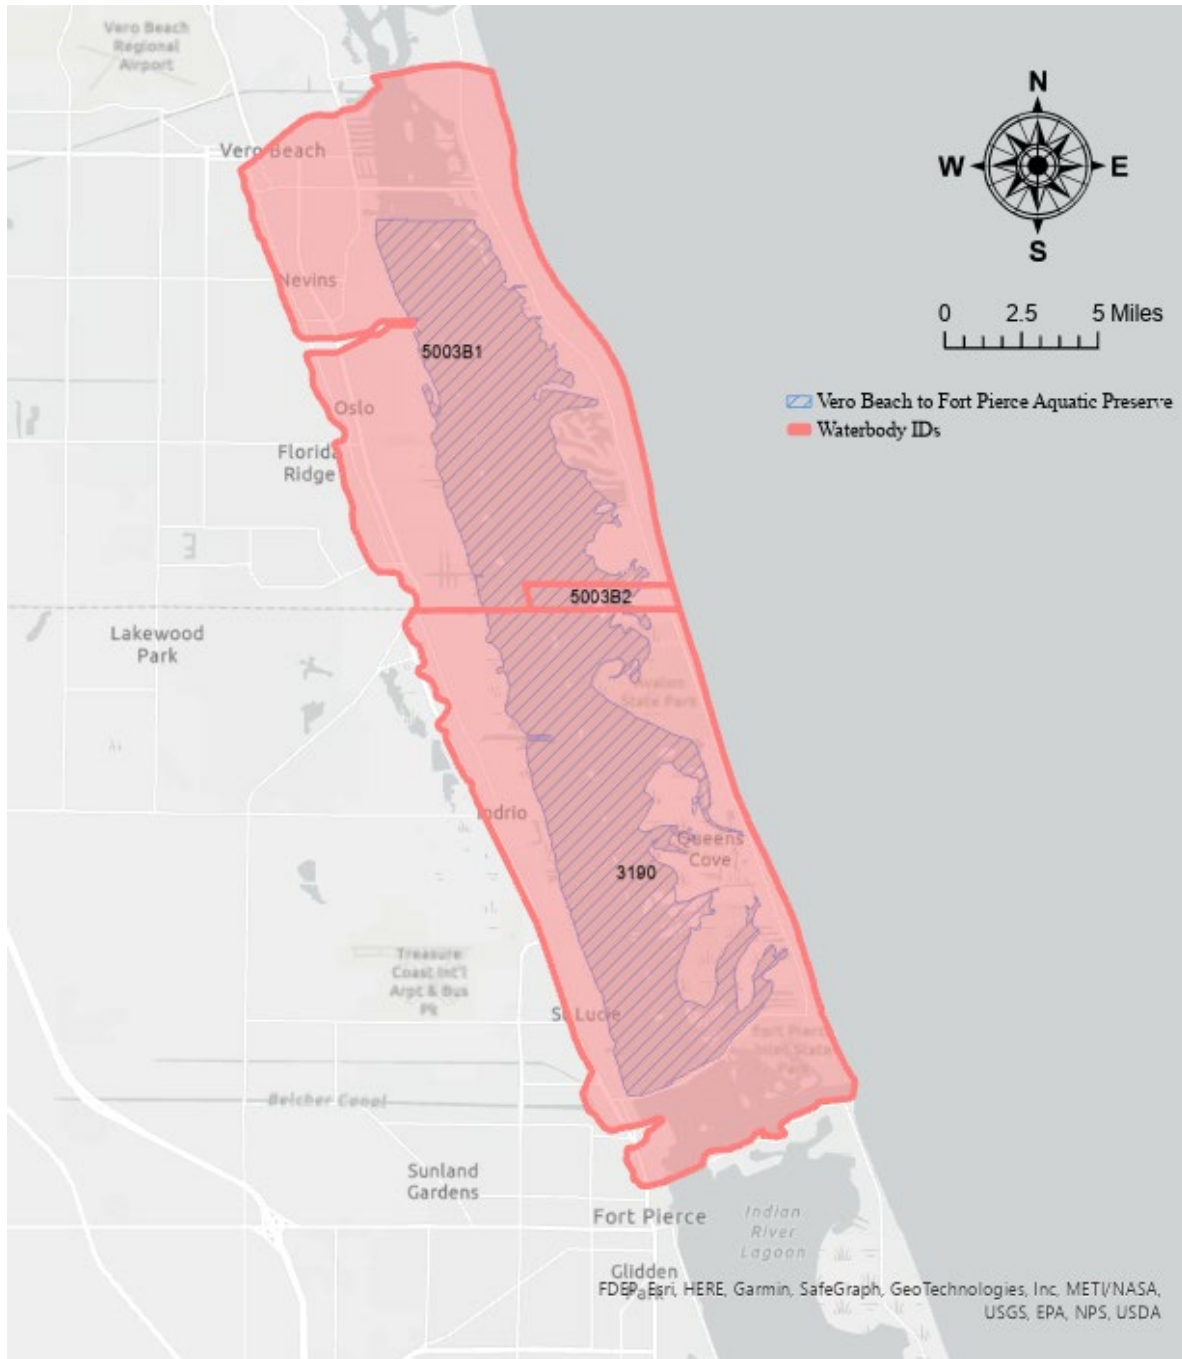 Vero Beach
Regional
Airport
N
W
E
S
Vero Beach
0 2.5 5 Miles
Nevins
5003B1
Vero Beach to Fort Pierce Aquatic Preserve
Waterbody IDs
Oslo
Florida
Ridge
5003B2
Lakewood
Park
Avalon
State Park
Indrio
Queens
Cove
3190
Treasure
Coast Int'l
Arpt & Bus
Pk
St Lucie
Fort Pierce
Inlet State
Park
Belcher Canal
Sunland
Gardens
Fort Pierce
Indian
River
Lagoon
Glidden
Park
FDEP, Esri, HERE, Garmin, SafeGraph, GeoTechnologies, Inc, METI/NASA,
USGS, EPA, NPS, USDA